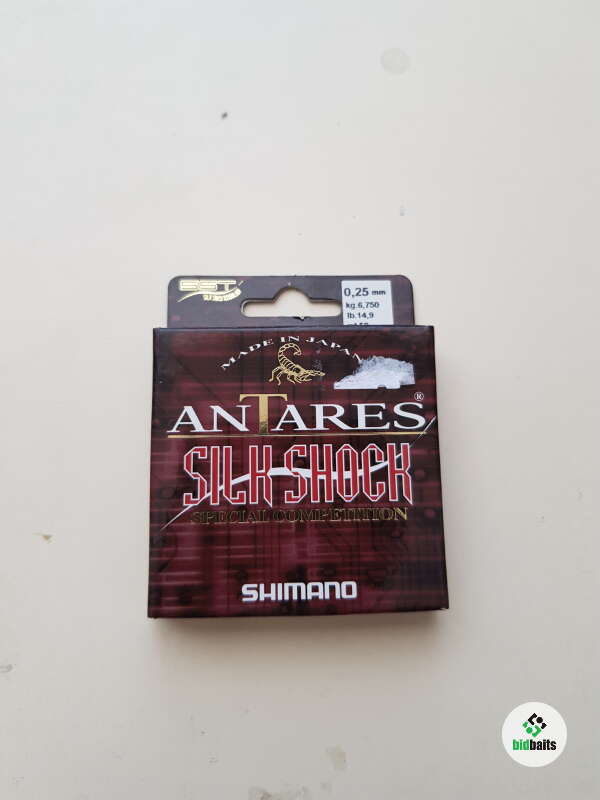 0,25 mm
kg.6,750
lb.14,9
MADE IN JAPAN
ANTARES®
SILK SHOCK
SPECIAL COMPETITION
SHIMANO
bidbaits